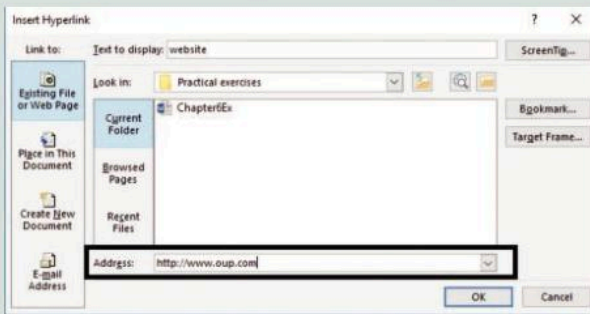 Insert Hyperlink ? ×
Link to: Text to display: website ScreenTip...
Existing File or Web Page
Look in: Practical exercises
Current Folder
Chapter6Ex
Bookmark...
Target Frame...
Place in This Document
Browsed Pages
Create New Document
Recent Files
E-mail Address
Address: http://www.oup.com
OK Cancel